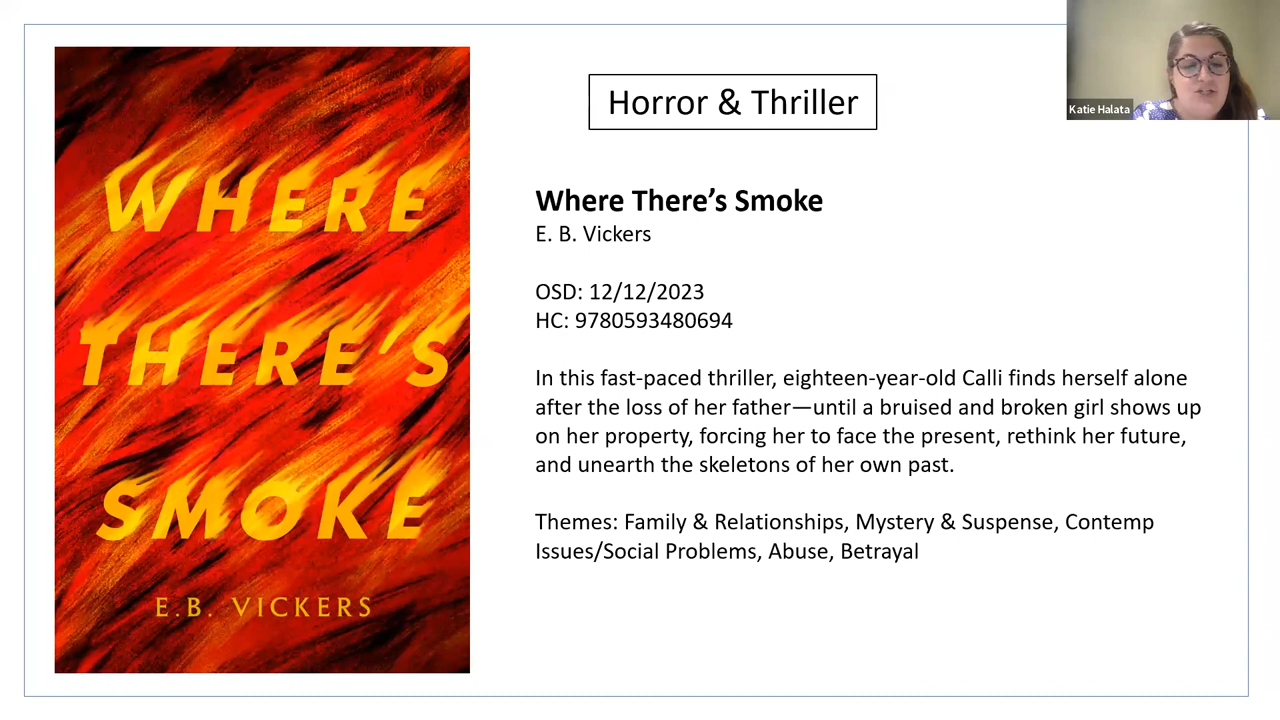 WHERE
THERE'S
SMOKE
E.B. VICKERS
Horror & Thriller
Katie Halata
Where There’s Smoke
E. B. Vickers
OSD: 12/12/2023
HC: 9780593480694
In this fast-paced thriller, eighteen-year-old Calli finds herself alone
after the loss of her father—until a bruised and broken girl shows up
on her property, forcing her to face the present, rethink her future,
and unearth the skeletons of her own past.
Themes: Family & Relationships, Mystery & Suspense, Contemp
Issues/Social Problems, Abuse, Betrayal